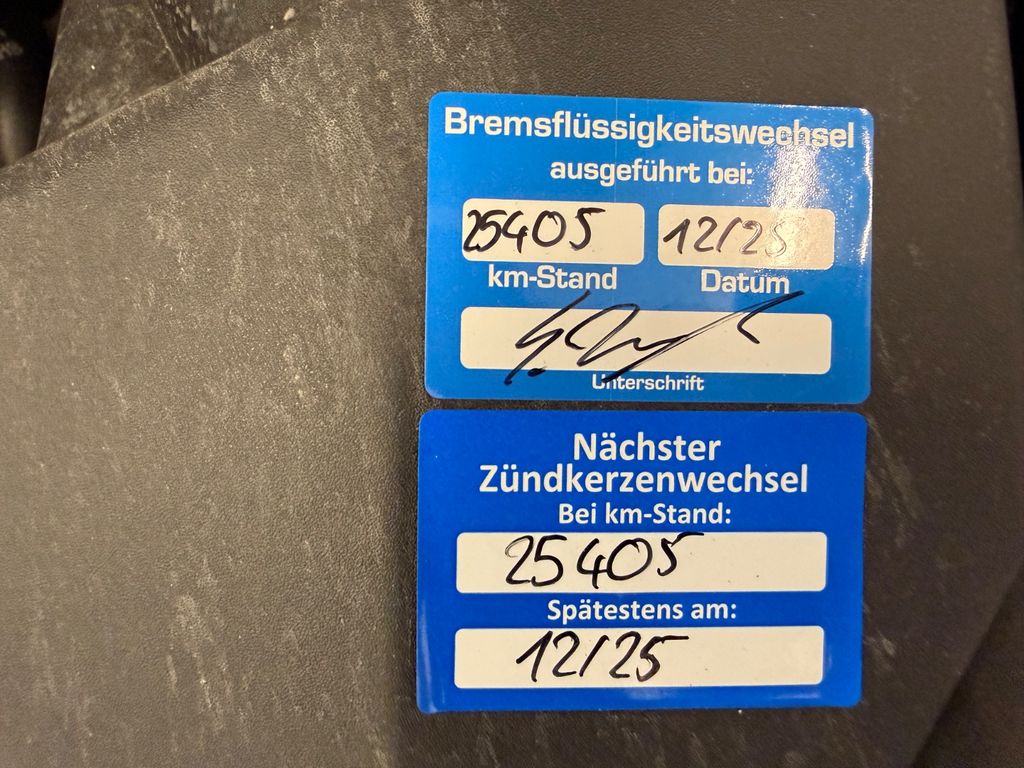 Bremsflüssigkeitswechsel
ausgeführt bei:
25405 12/25
km-Stand Datum
Unterschrift
Nächster
Zündkerzenwechsel
Bei km-Stand:
25405
Spätestens am:
12/25